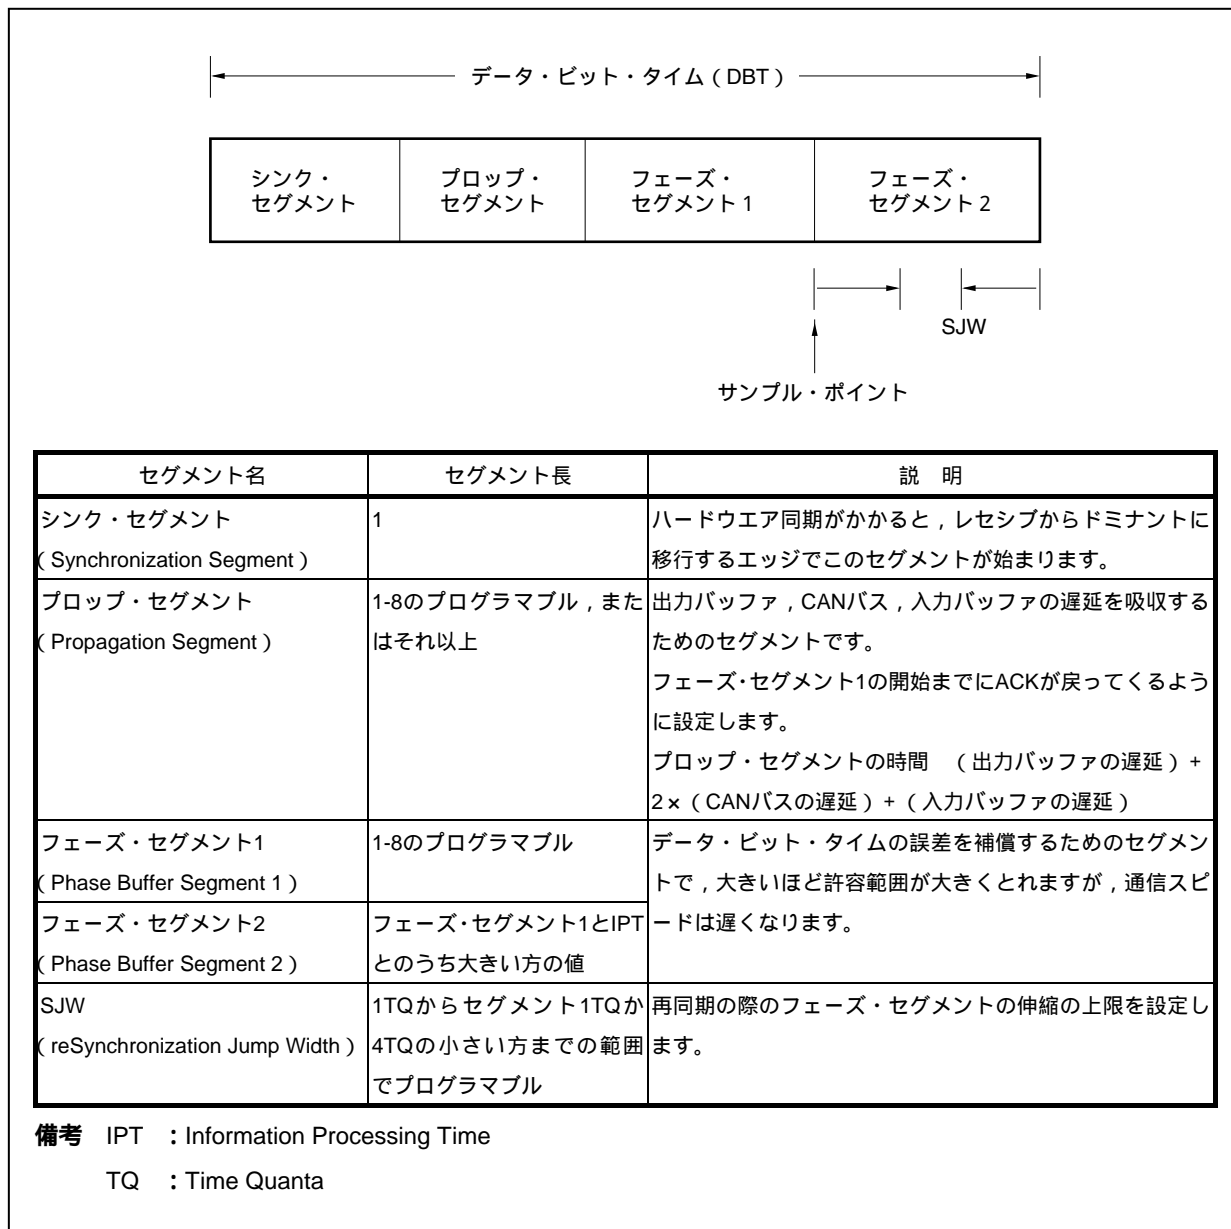 データ・ビット・タイム（DBT）
シンク・
セグメント
プロップ・
セグメント
フェーズ・
セグメント1
フェーズ・
セグメント2
SJW
サンプル・ポイント
セグメント名
セグメント長
説　明
シンク・セグメント
（Synchronization Segment）
1
ハードウエア同期がかかると，レセシブからドミナントに
移行するエッジでこのセグメントが始まります。
プロップ・セグメント
（Propagation Segment）
1-8のプログラマブル，また
はそれ以上
出力バッファ，CANバス，入力バッファの遅延を吸収する
ためのセグメントです。
フェーズ・セグメント1の開始までにACKが戻ってくるよう
に設定します。
プロップ・セグメントの時間　（出力バッファの遅延）+
2×（CANバスの遅延）+（入力バッファの遅延）
フェーズ・セグメント1
（Phase Buffer Segment 1）
1-8のプログラマブル
データ・ビット・タイムの誤差を補償するためのセグメン
トで，大きいほど許容範囲が大きくとれますが，通信スピ
ードは遅くなります。
フェーズ・セグメント2
（Phase Buffer Segment 2）
フェーズ・セグメント1とIPT
とのうち大きい方の値
SJW
（reSynchronization Jump Width）
1TQからセグメント1TQか
4TQの小さい方までの範囲
でプログラマブル
再同期の際のフェーズ・セグメントの伸縮の上限を設定し
ます。
備考　IPT　：Information Processing Time
TQ　：Time Quanta